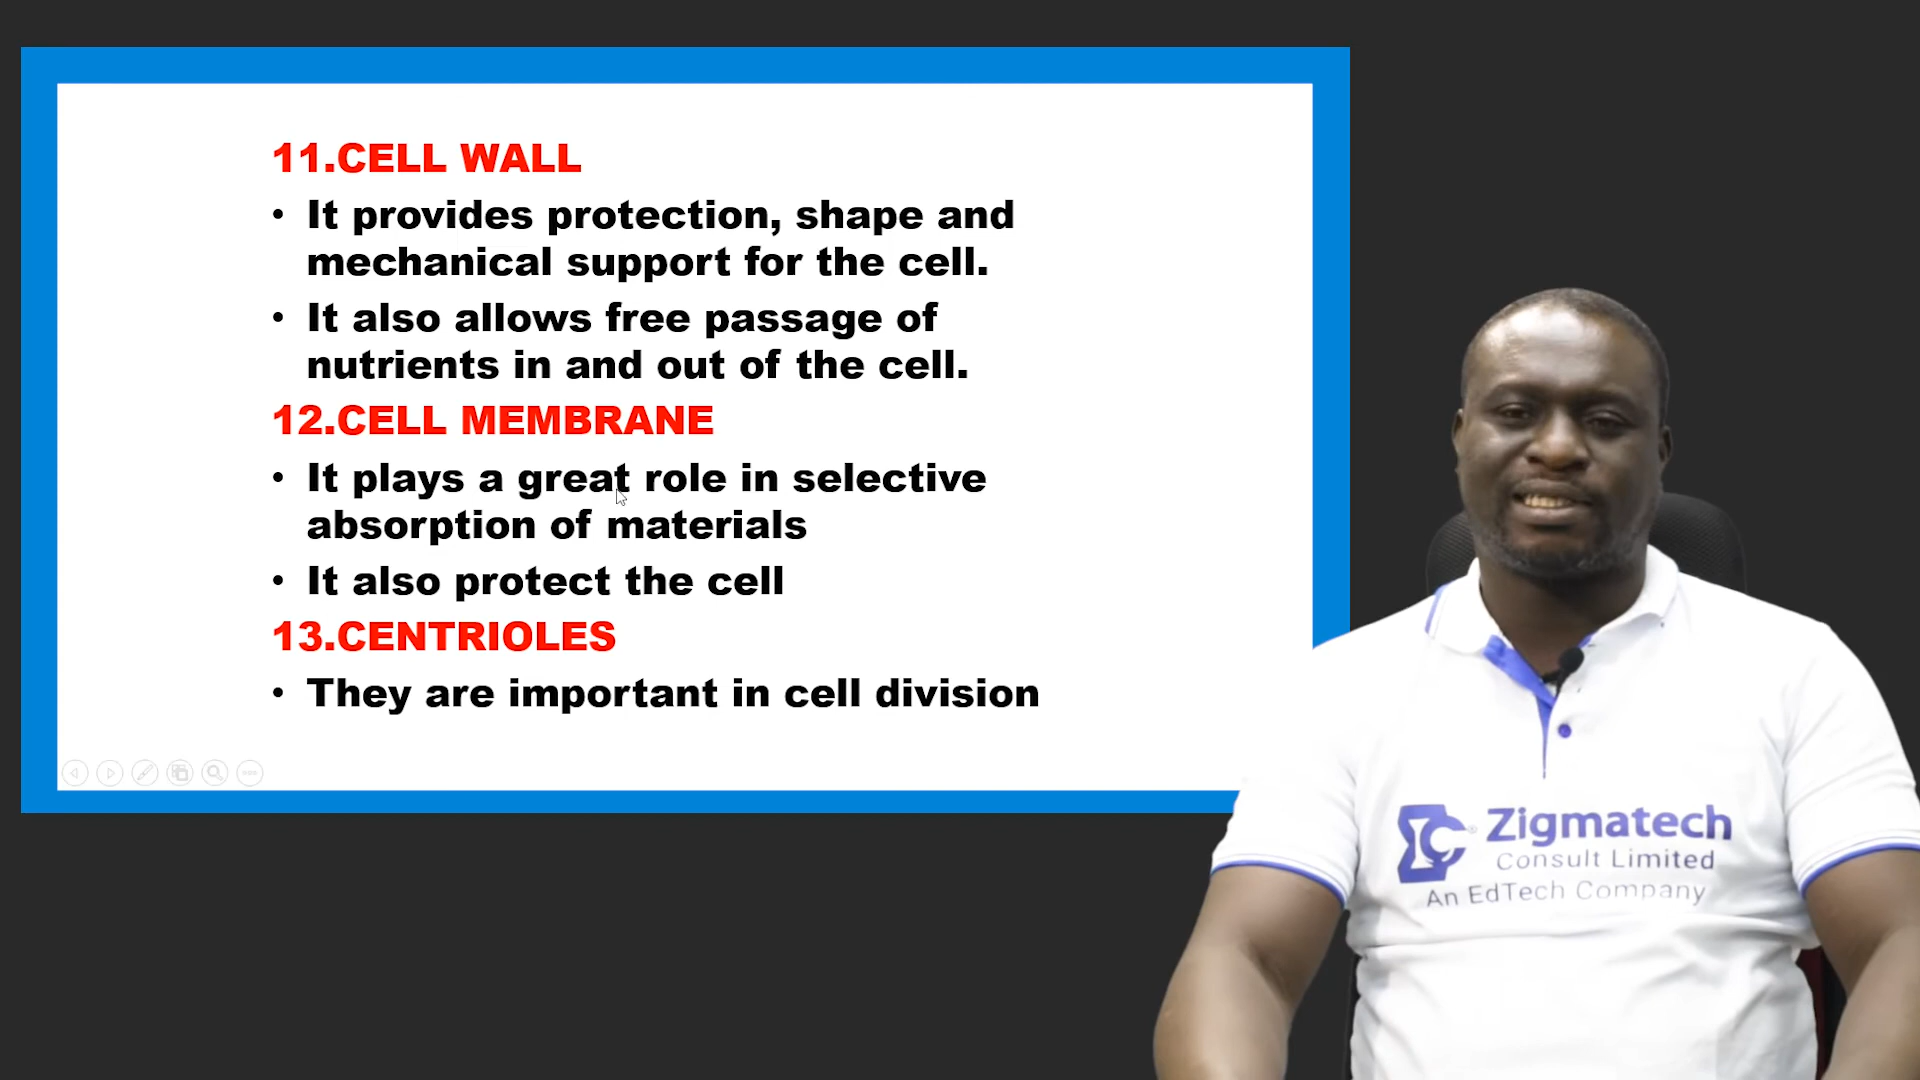 11.CELL WALL
• It provides protection, shape and
mechanical support for the cell.
• It also allows free passage of
nutrients in and out of the cell.
12.CELL MEMBRANE
• It plays a great role in selective
absorption of materials
• It also protect the cell
13.CENTRIOLES
• They are important in cell division
Zigmatech
Consult Limited
An EdTech Company